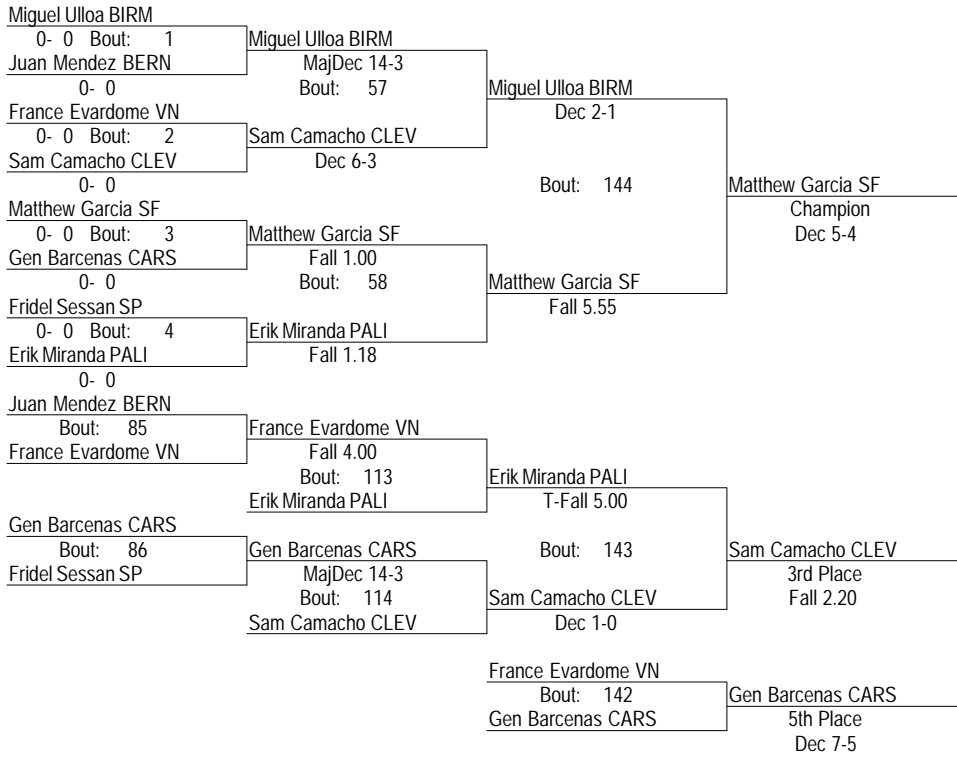 Miguel Ulloa BIRM
0- 0 Bout: 1
Juan Mendez BERN
0- 0
France Evardome VN
0- 0 Bout: 2
Sam Camacho CLEV
0- 0
Matthew Garcia SF
0- 0 Bout: 3
Gen Barcenas CARS
0- 0
Fridel Sessan SP
0- 0 Bout: 4
Erik Miranda PALI
0- 0
Miguel Ulloa BIRM
MajDec 14-3
Bout: 57
Sam Camacho CLEV
Dec 6-3
Matthew Garcia SF
Fall 1.00
Bout: 58
Erik Miranda PALI
Fall 1.18
Miguel Ulloa BIRM
Dec 2-1
Bout: 144
Matthew Garcia SF
Fall 5.55
Matthew Garcia SF
Champion
Dec 5-4
Juan Mendez BERN
Bout: 85
France Evardome VN
Gen Barcenas CARS
Bout: 86
Fridel Sessan SP
France Evardome VN
Fall 4.00
Bout: 113
Erik Miranda PALI
Gen Barcenas CARS
MajDec 14-3
Bout: 114
Sam Camacho CLEV
Erik Miranda PALI
T-Fall 5.00
Bout: 143
Sam Camacho CLEV
Dec 1-0
Sam Camacho CLEV
3rd Place
Fall 2.20
France Evardome VN
Bout: 142
Gen Barcenas CARS
Gen Barcenas CARS
5th Place
Dec 7-5